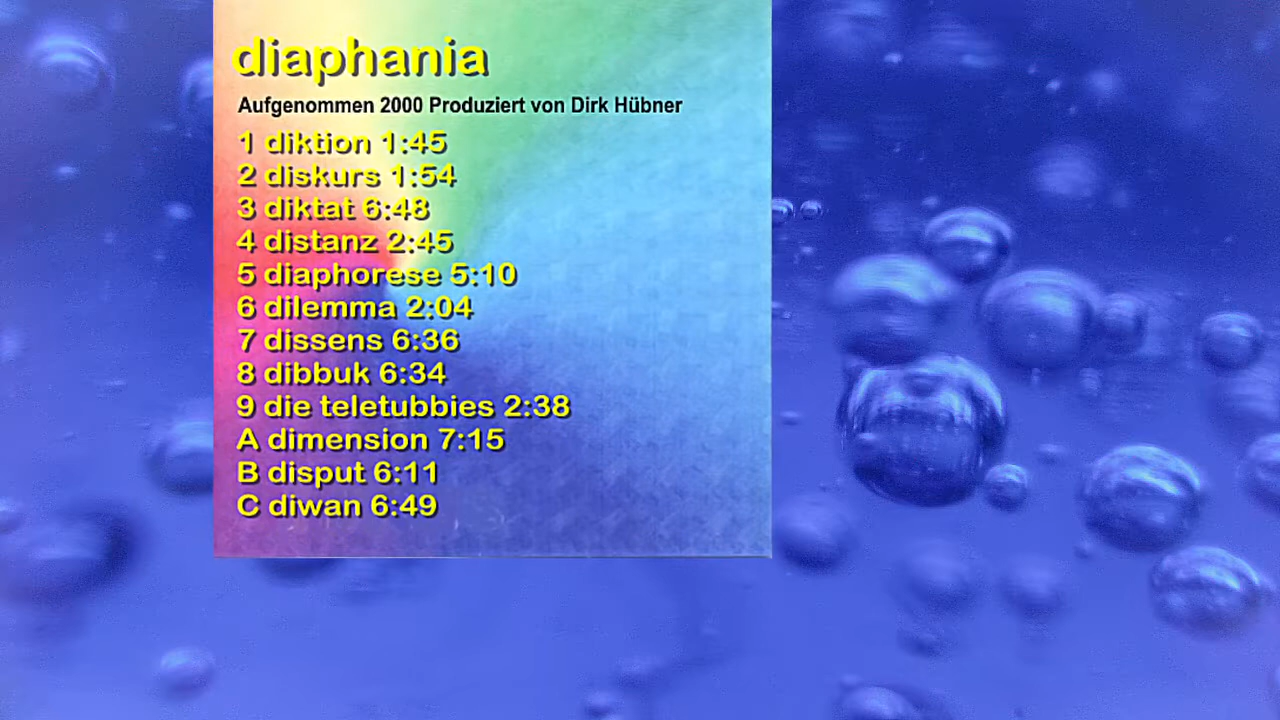 diaphania
Aufgenommen 2000 Produziert von Dirk Hübner
1 diktion 1:45
2 diskurs 1:54
3 diktat 6:48
4 distanz 2:45
5 diaphorese 5:10
6 dilemma 2:04
7 dissens 6:36
8 dibbuk 6:34
9 die teletubbies 2:38
A dimension 7:15
B disput 6:11
C diwan 6:49